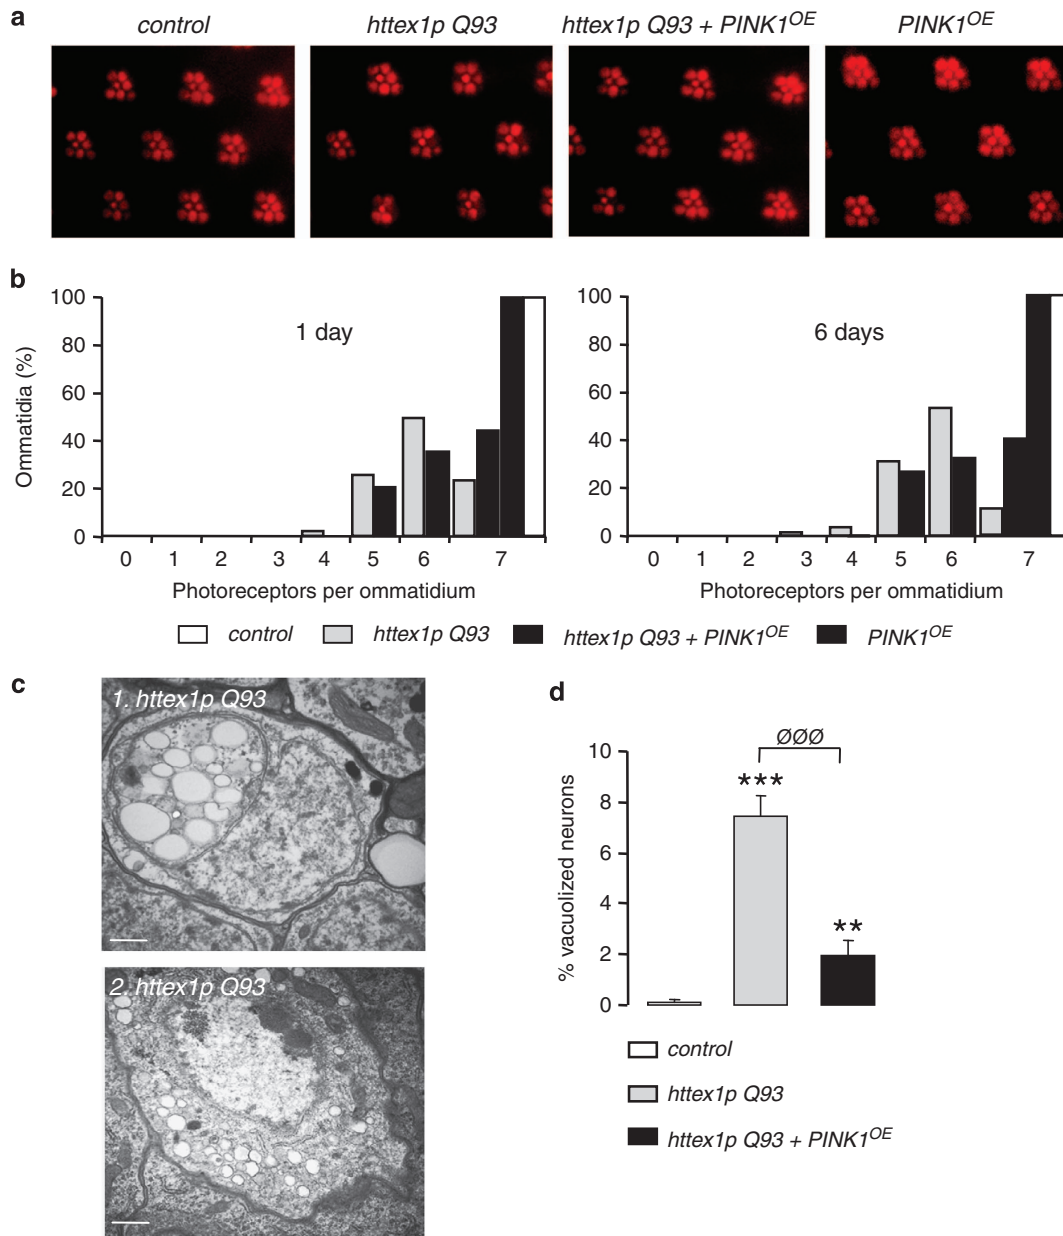 a
control httex1p Q93 httex1p Q93 + PINK1OE PINK1OE
b
Ommatidia (%)
100
80
60
40
20
0
1 day
0 1 2 3 4 5 6 7
Photoreceptors per ommatidium
100
80
60
40
20
0
6 days
0 1 2 3 4 5 6 7
Photoreceptors per ommatidium
control httex1p Q93 httex1p Q93 + PINK1OE PINK1OE
c
1. httex1p Q93
2. httex1p Q93
d
% vacuolized neurons
10
8
6
4
2
0
ØØØ
***
**
control
httex1p Q93
httex1p Q93 + PINK1OE